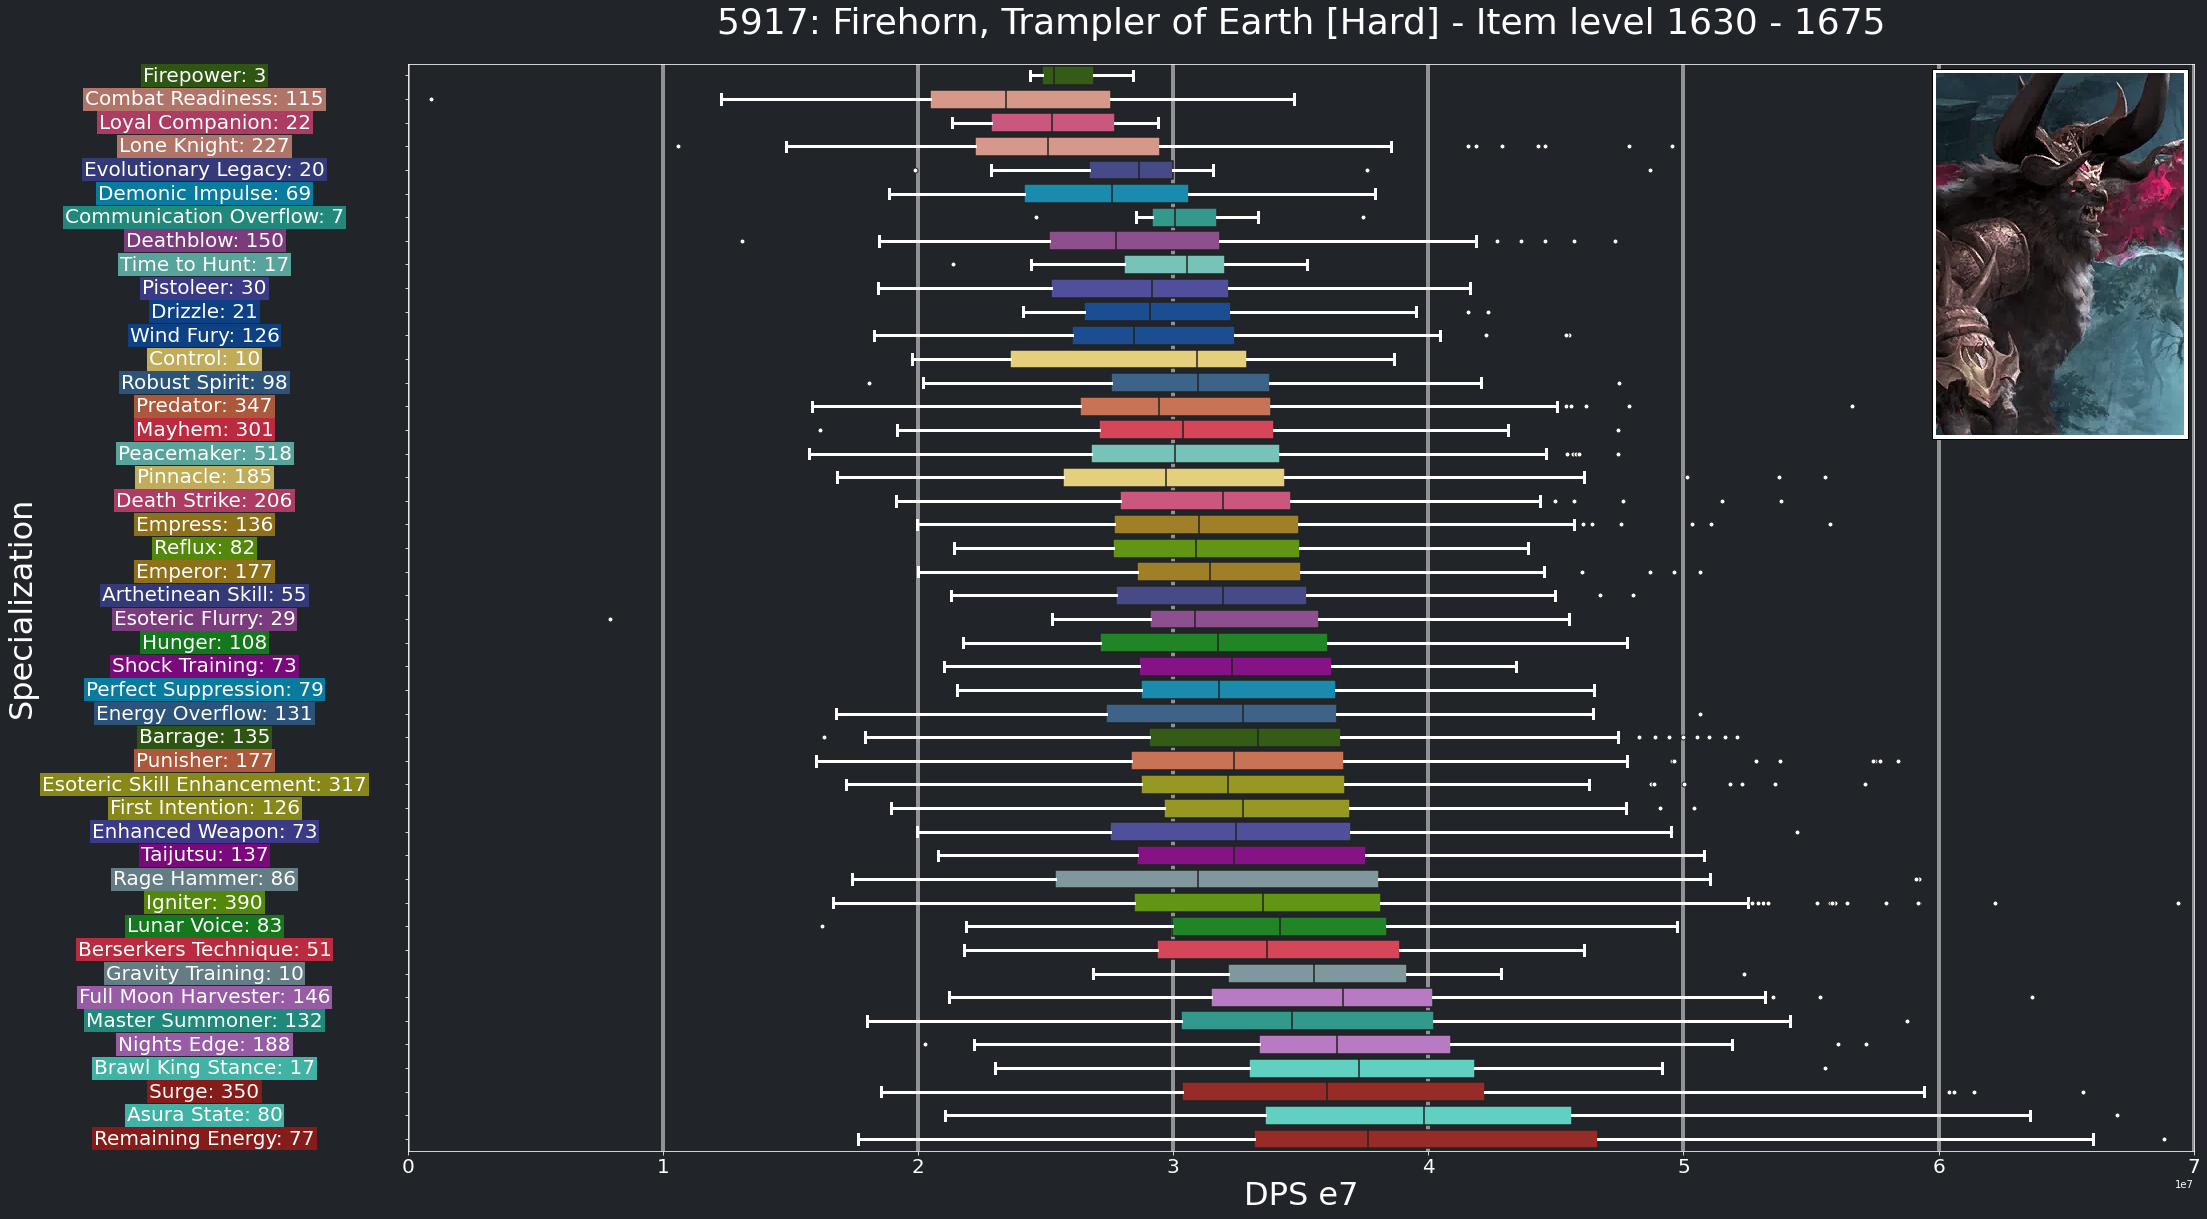 5917: Firehorn, Trampler of Earth [Hard] - Item level 1630 - 1675
Specialization
Firepower: 3
Combat Readiness: 115
Loyal Companion: 22
Lone Knight: 227
Evolutionary Legacy: 20
Demonic Impulse: 69
Communication Overflow: 7
Deathblow: 150
Time to Hunt: 17
Pistoleer: 30
Drizzle: 21
Wind Fury: 126
Control: 10
Robust Spirit: 98
Predator: 347
Mayhem: 301
Peacemaker: 518
Pinnacle: 185
Death Strike: 206
Empress: 136
Reflux: 82
Emperor: 177
Arthetinean Skill: 55
Esoteric Flurry: 29
Hunger: 108
Shock Training: 73
Perfect Suppression: 79
Energy Overflow: 131
Barrage: 135
Punisher: 177
Esoteric Skill Enhancement: 317
First Intention: 126
Enhanced Weapon: 73
Taijutsu: 137
Rage Hammer: 86
Igniter: 390
Lunar Voice: 83
Berserkers Technique: 51
Gravity Training: 10
Full Moon Harvester: 146
Master Summoner: 132
Nights Edge: 188
Brawl King Stance: 17
Surge: 350
Asura State: 80
Remaining Energy: 77
0 1 2 3 4 5 6 7
1e7
DPS e7